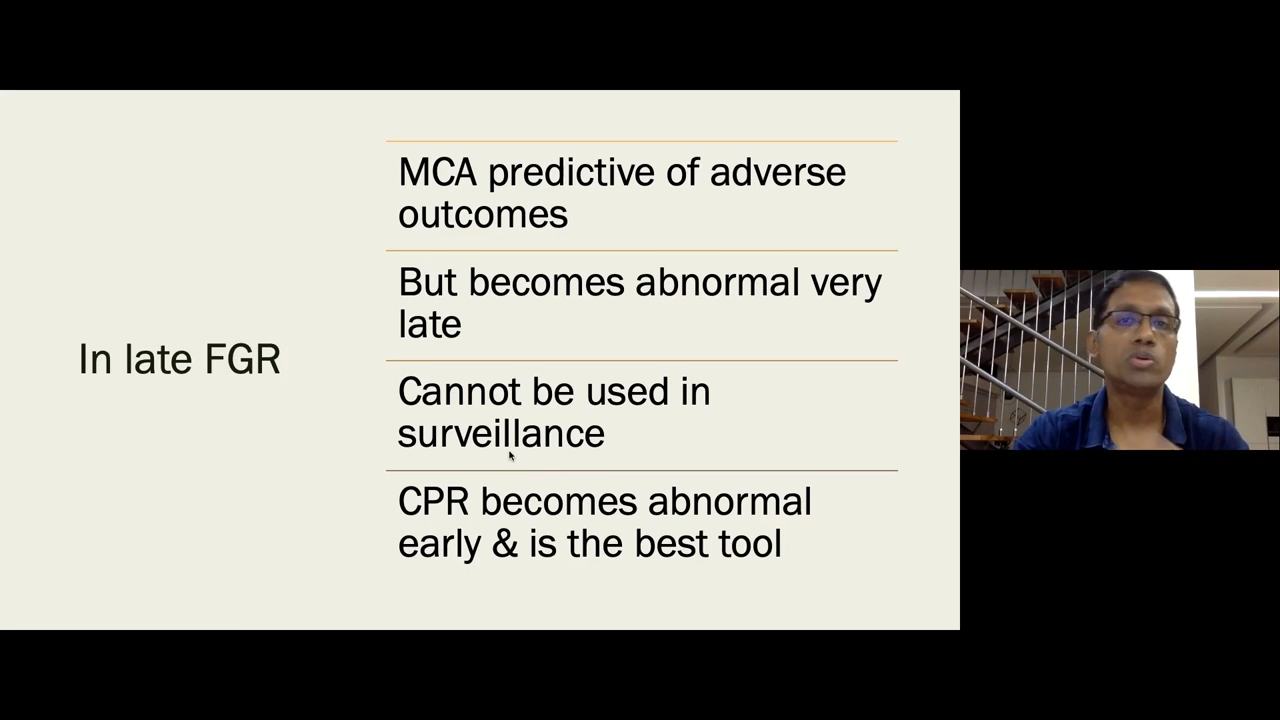 In late FGR
MCA predictive of adverse
outcomes
But becomes abnormal very
late
Cannot be used in
surveillance
CPR becomes abnormal
early & is the best tool